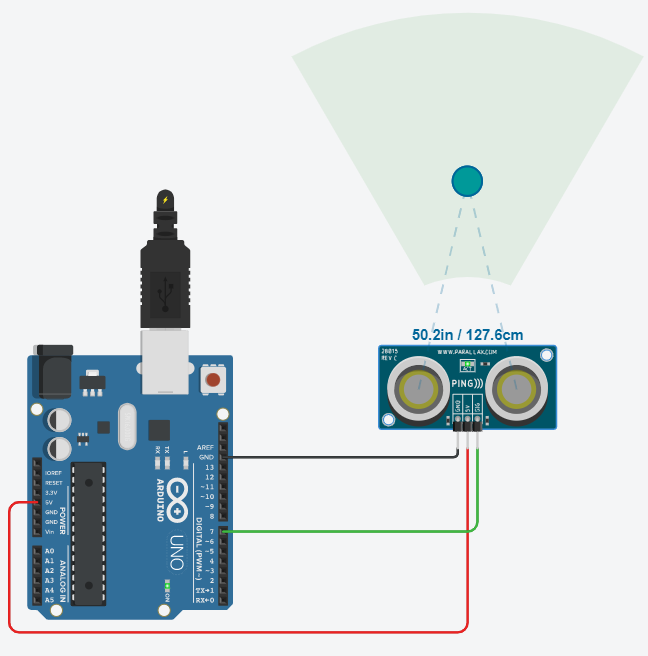 50.2in / 127.6cm
28015
REV C
WWW.PARALLAX.COM
ACT
PING)))
GND
5V
SIG
AREF
GND
13
12
~11
~10
~9
8
7
~6
~5
4
~3
2
TX→1
RX←0
DIGITAL (PWM~)
IOREF
RESET
3.3V
5V
GND
GND
Vin
POWER
A0
A1
A2
A3
A4
A5
ANALOG IN
RX
TX
L
ARDUINO
UNO
ON